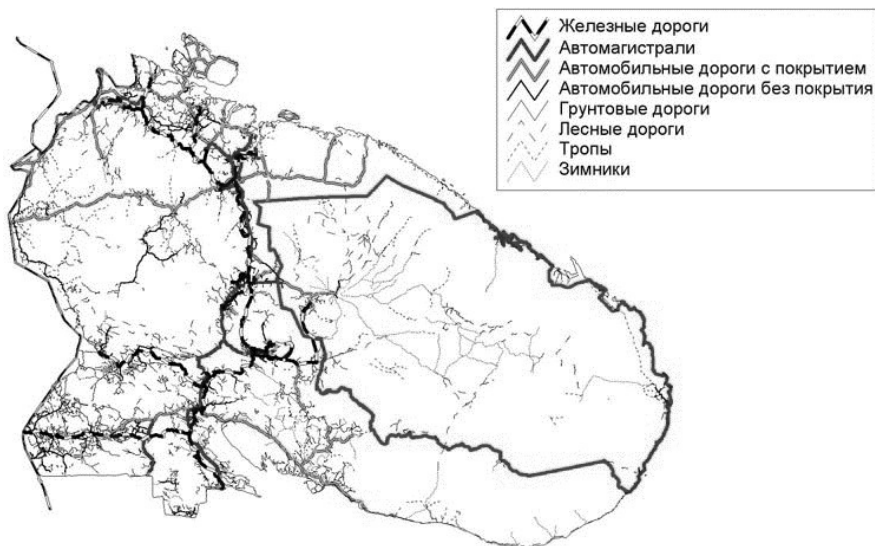 Железные дороги
Автомагистрали
Автомобильные дороги с покрытием
Автомобильные дороги без покрытия
Грунтовые дороги
Лесные дороги
Тропы
Зимники